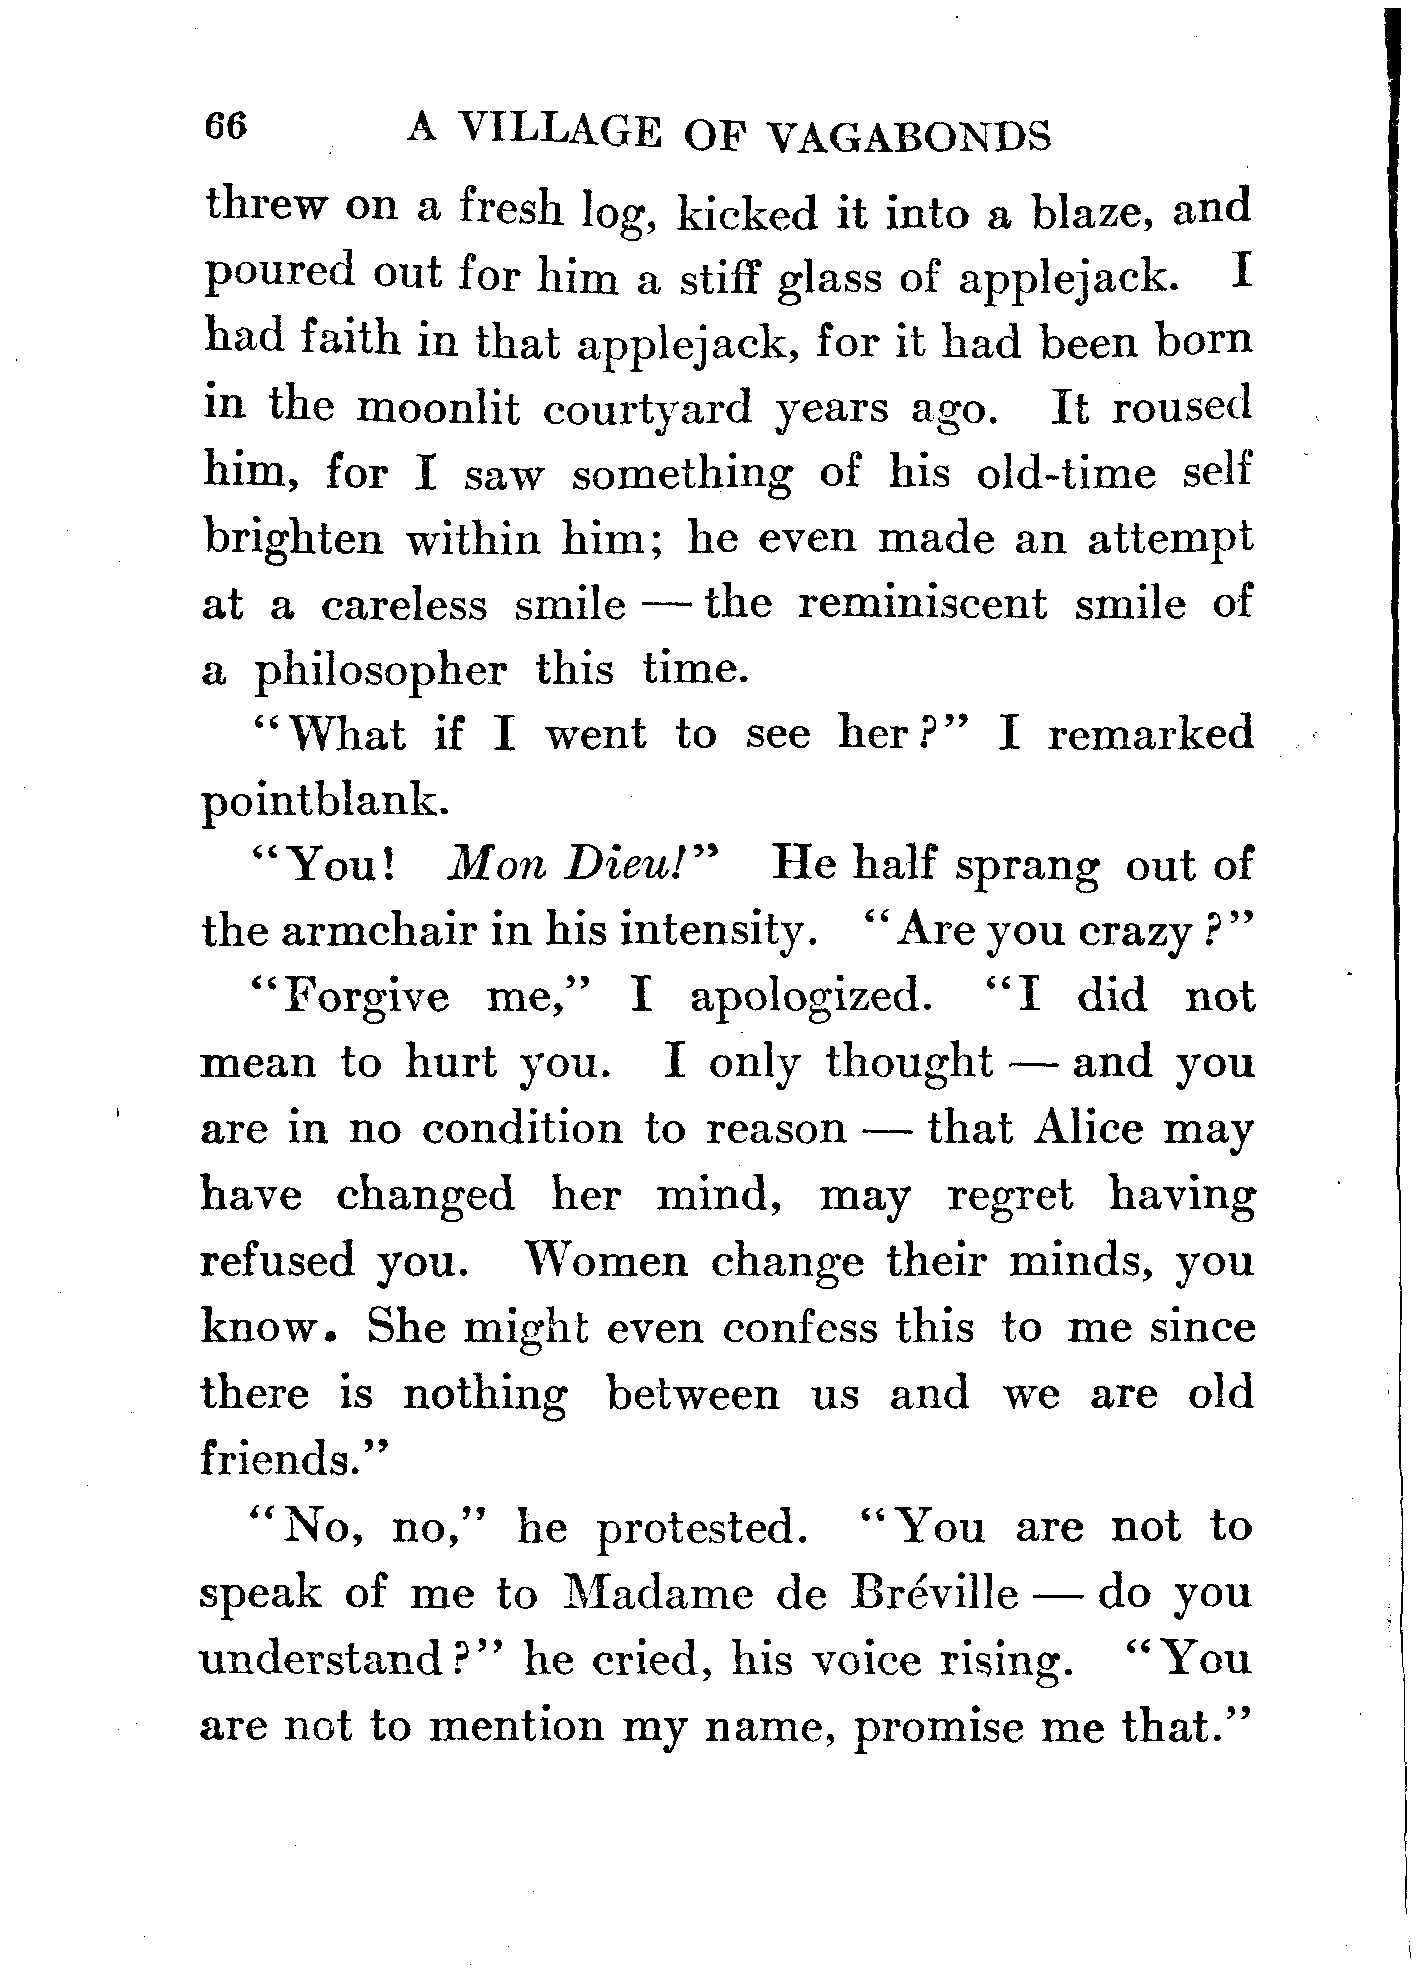 66 A VILLAGE OF VAGABONDS
threw on a fresh log, kicked it into a blaze, and
poured out for him a stiff glass of applejack. I
had faith in that applejack, for it had been born
in the moonlit courtyard years ago. It roused
him, for I saw something of his old-time self
brighten within him; he even made an attempt
at a careless smile — the reminiscent smile of
a philosopher this time.
"What if I went to see her?" I remarked
pointblank.
"You! Mon Dieu!" He half sprang out of
the armchair in his intensity. "Are you crazy?"
"Forgive me," I apologized. "I did not
mean to hurt you. I only thought — and you
are in no condition to reason — that Alice may
have changed her mind, may regret having
refused you. Women change their minds, you
know. She might even confess this to me since
there is nothing between us and we are old
friends."
"No, no," he protested. "You are not to
speak of me to Madame de Bréville — do you
understand?" he cried, his voice rising. "You
are not to mention my name, promise me that."